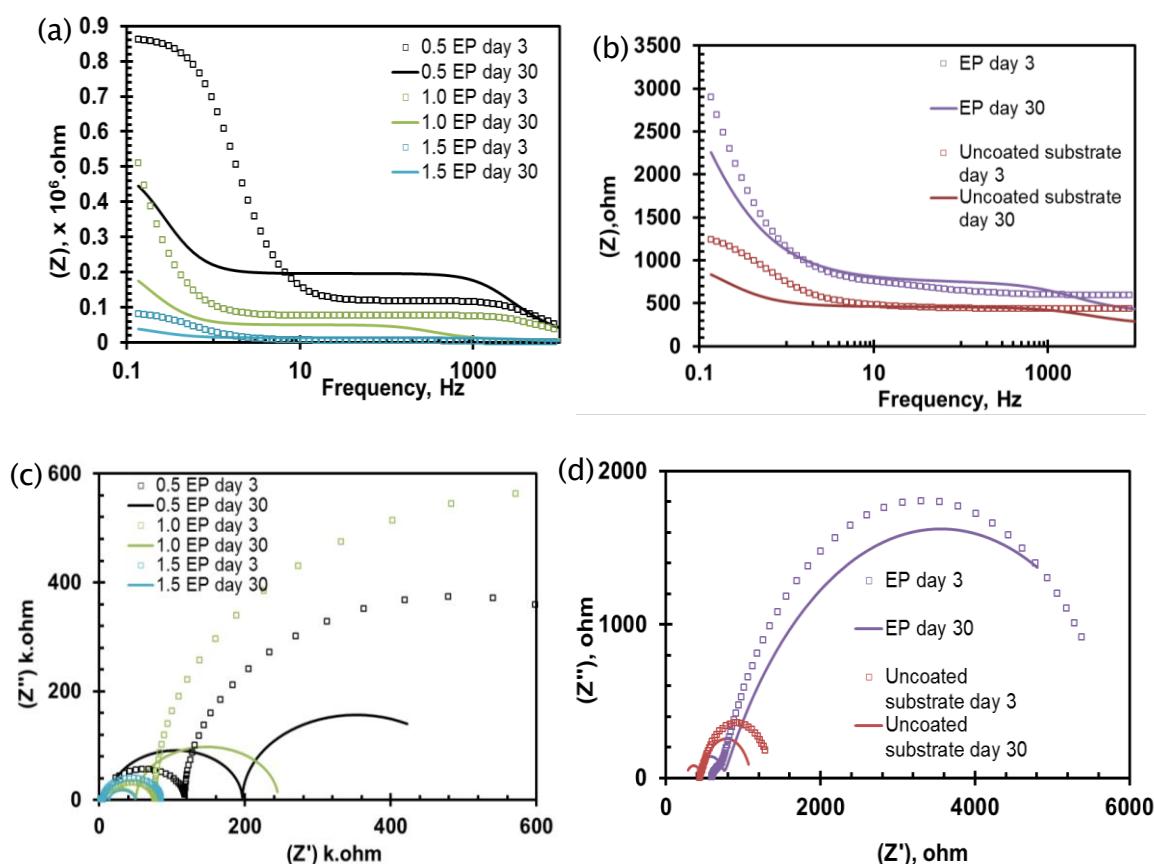 (a)
(Z), x 10⁶.ohm
0.9
0.8
0.7
0.6
0.5
0.4
0.3
0.2
0.1
0
0.1
10
1000
Frequency, Hz
0.5 EP day 3
0.5 EP day 30
1.0 EP day 3
1.0 EP day 30
1.5 EP day 3
1.5 EP day 30
(b)
(Z),ohm
3500
3000
2500
2000
1500
1000
500
0
0.1
10
1000
Frequency, Hz
EP day 3
EP day 30
Uncoated substrate
day 3
Uncoated substrate
day 30
(c)
(Z'') k.ohm
600
400
200
0
0
200
400
600
(Z') k.ohm
0.5 EP day 3
0.5 EP day 30
1.0 EP day 3
1.0 EP day 30
1.5 EP day 3
1.5 EP day 30
(d)
(Z''), ohm
2000
1000
0
0
2000
4000
6000
(Z'), ohm
EP day 3
EP day 30
Uncoated
substrate day 3
Uncoated
substrate day 30